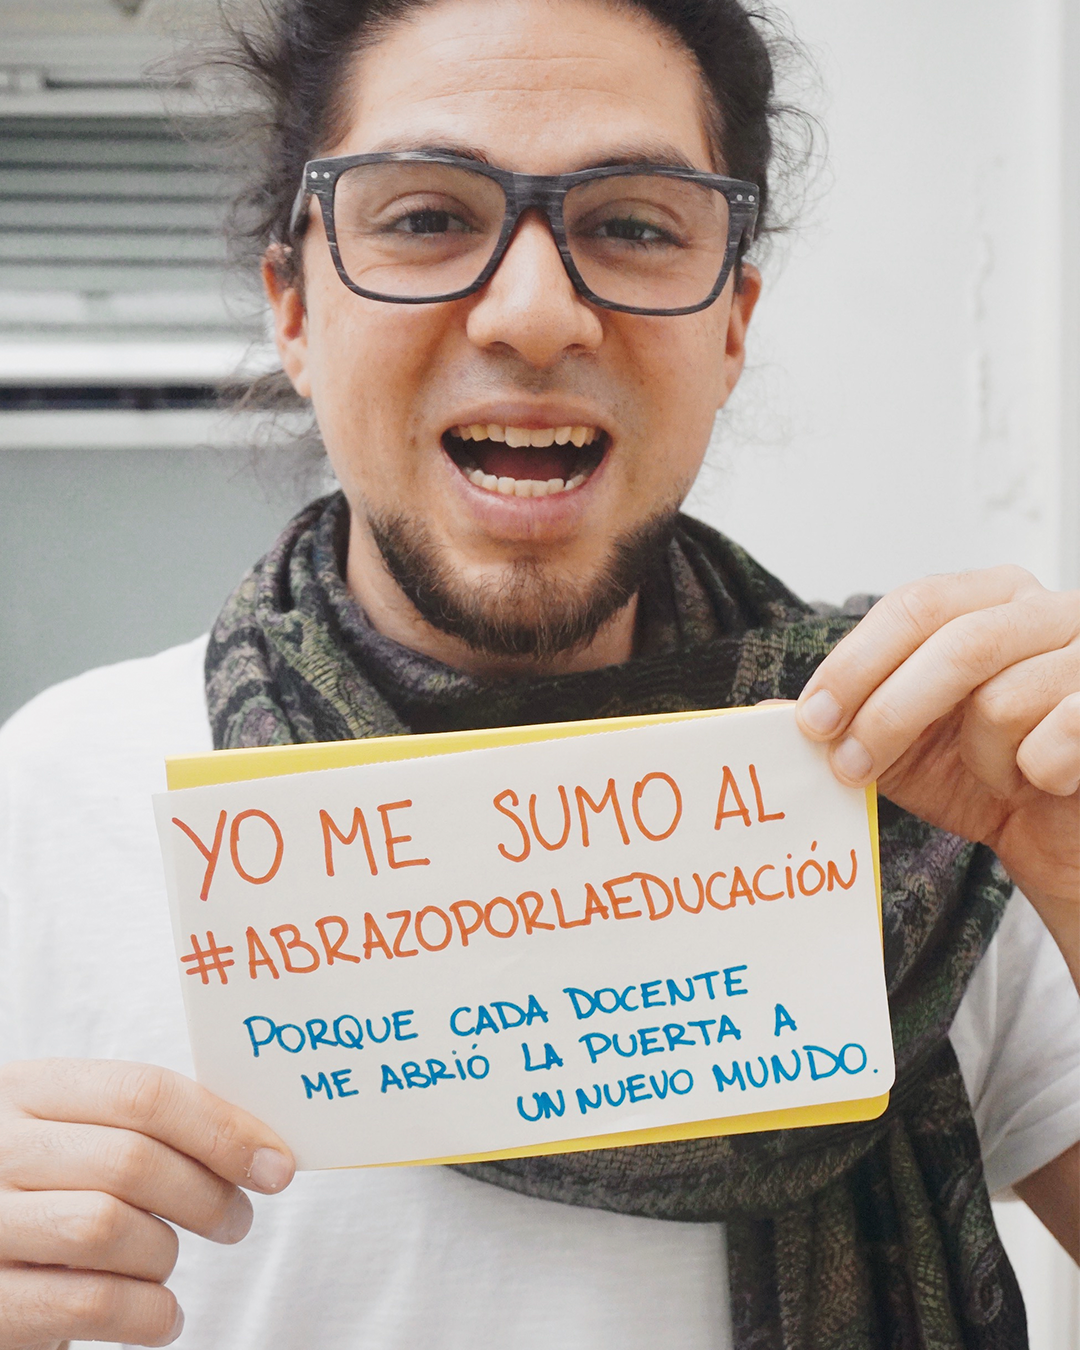 YO ME SUMO AL
#ABRAZOPORLAEDUCACIÓN
PORQUE CADA DOCENTE
ME ABRIÓ LA PUERTA A
UN NUEVO MUNDO.